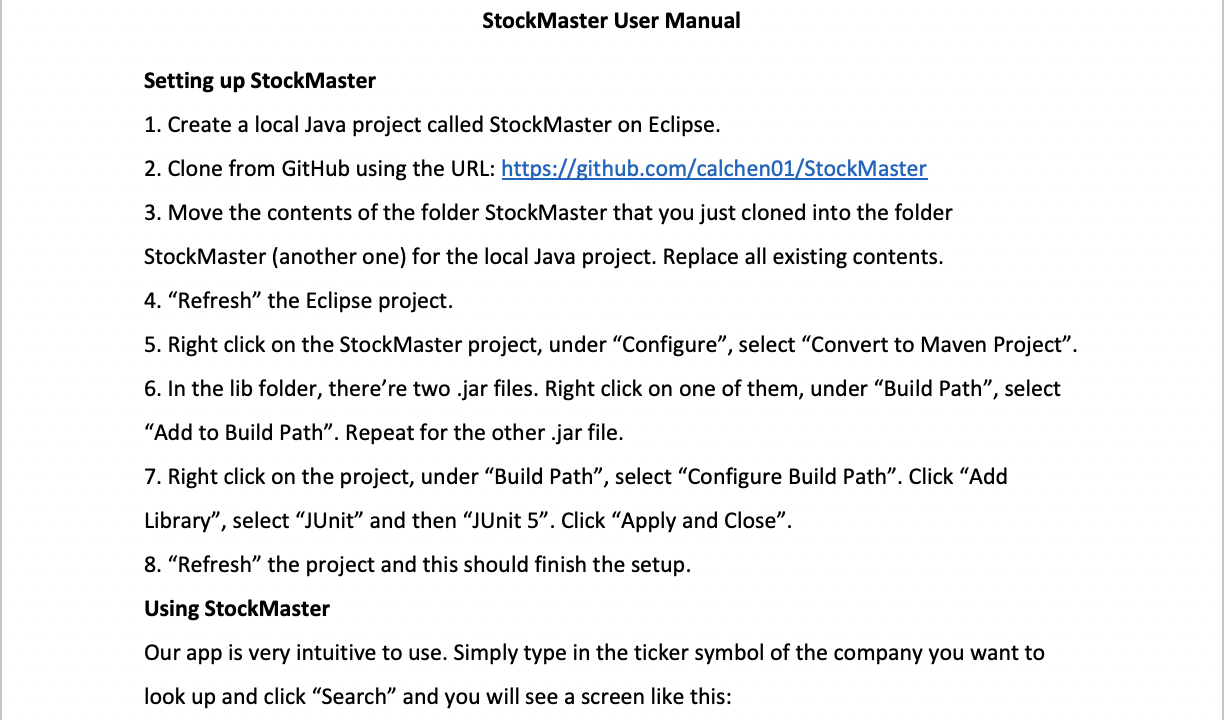 StockMaster User Manual
Setting up StockMaster
1. Create a local Java project called StockMaster on Eclipse.
2. Clone from GitHub using the URL: https://github.com/calchen01/StockMaster
3. Move the contents of the folder StockMaster that you just cloned into the folder
StockMaster (another one) for the local Java project. Replace all existing contents.
4. “Refresh” the Eclipse project.
5. Right click on the StockMaster project, under “Configure”, select “Convert to Maven Project”.
6. In the lib folder, there’re two .jar files. Right click on one of them, under “Build Path”, select
“Add to Build Path”. Repeat for the other .jar file.
7. Right click on the project, under “Build Path”, select “Configure Build Path”. Click “Add
Library”, select “JUnit” and then “JUnit 5”. Click “Apply and Close”.
8. “Refresh” the project and this should finish the setup.
Using StockMaster
Our app is very intuitive to use. Simply type in the ticker symbol of the company you want to
look up and click “Search” and you will see a screen like this: